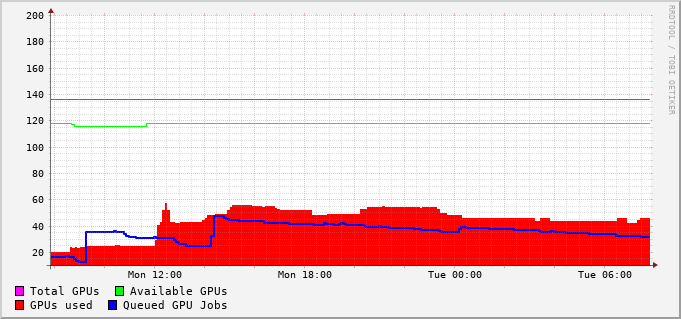 200
180
160
140
120
100
80
60
40
20
Mon 12:00 Mon 18:00 Tue 00:00 Tue 06:00
Total GPUs Available GPUs
GPUs used Queued GPU Jobs
RRDTOOL / TOBI OETIKER